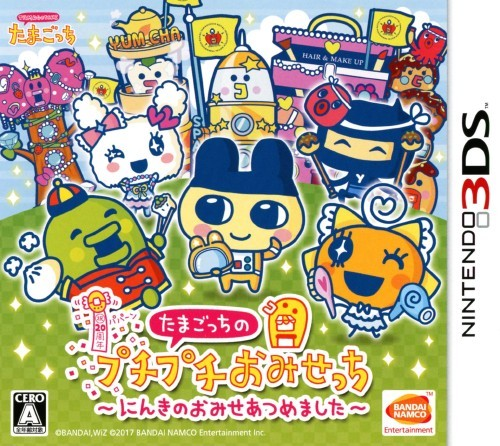 たまごっち
YUM-CHA
HAIR & MAKE UP
NINTENDO 3DS
祝20周年
たまごっちの
プチプチおみせっち
～にんきのおみせあつめました～
CERO
A
全年齢対象
©BANDAI,WiZ ©2017 BANDAI NAMCO Entertainment Inc.
BANDAI
NAMCO
Entertainment